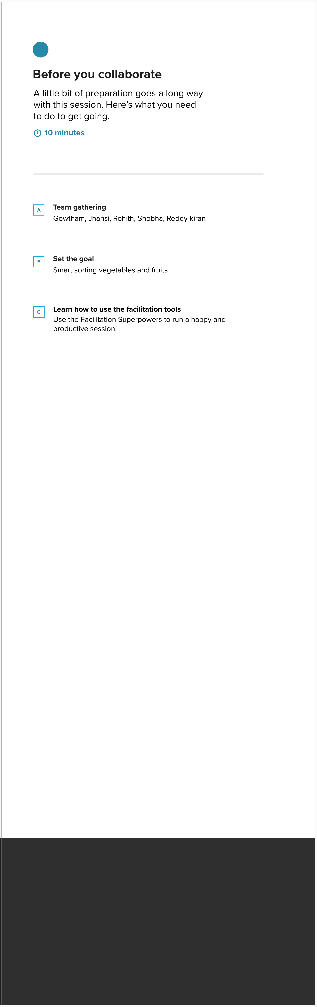 Before you collaborate
A little bit of preparation goes a long way
with this session. Here's what you need
to do to get going.
10 minutes
A
Team gathering
Gowtham, Jhansi, Rohith, Shobha, Reddy kiran
Set the goal
Smart sorting vegetables and fruits
C
Learn how to use the facilitation tools
Use the Facilitation Superpowers to run a happy and
productive session.